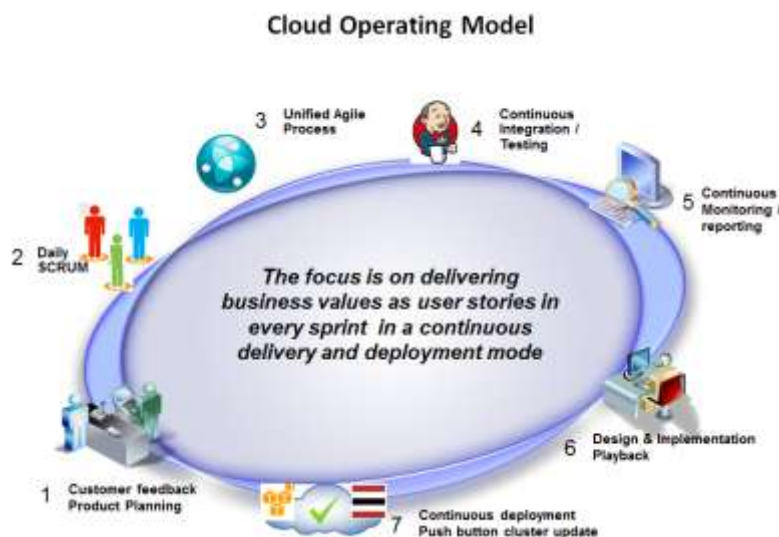 Cloud Operating Model
3
Unified Agile
Process
4
Continuous
Integration /
Testing
5
Continuous
Monitoring /
reporting
2
Daily
SCRUM
The focus is on delivering
business values as user stories in
every sprint in a continuous
delivery and deployment mode
6
Design & Implementation
Playback
1
Customer feedback
Product Planning
7
Continuous deployment
Push button cluster update